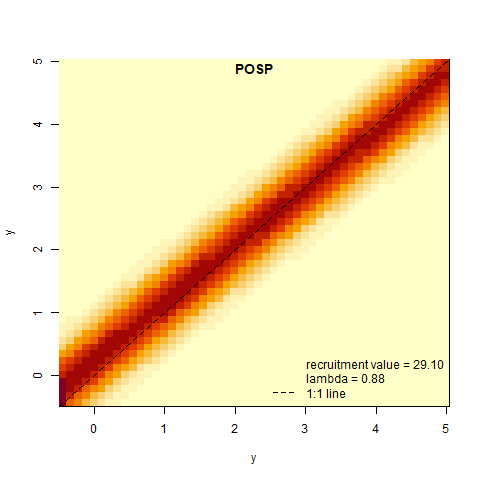 POSP
5
4
3
2
1
0
y
recruitment value = 29.10
lambda = 0.88
1:1 line
0
1
2
3
4
5
y